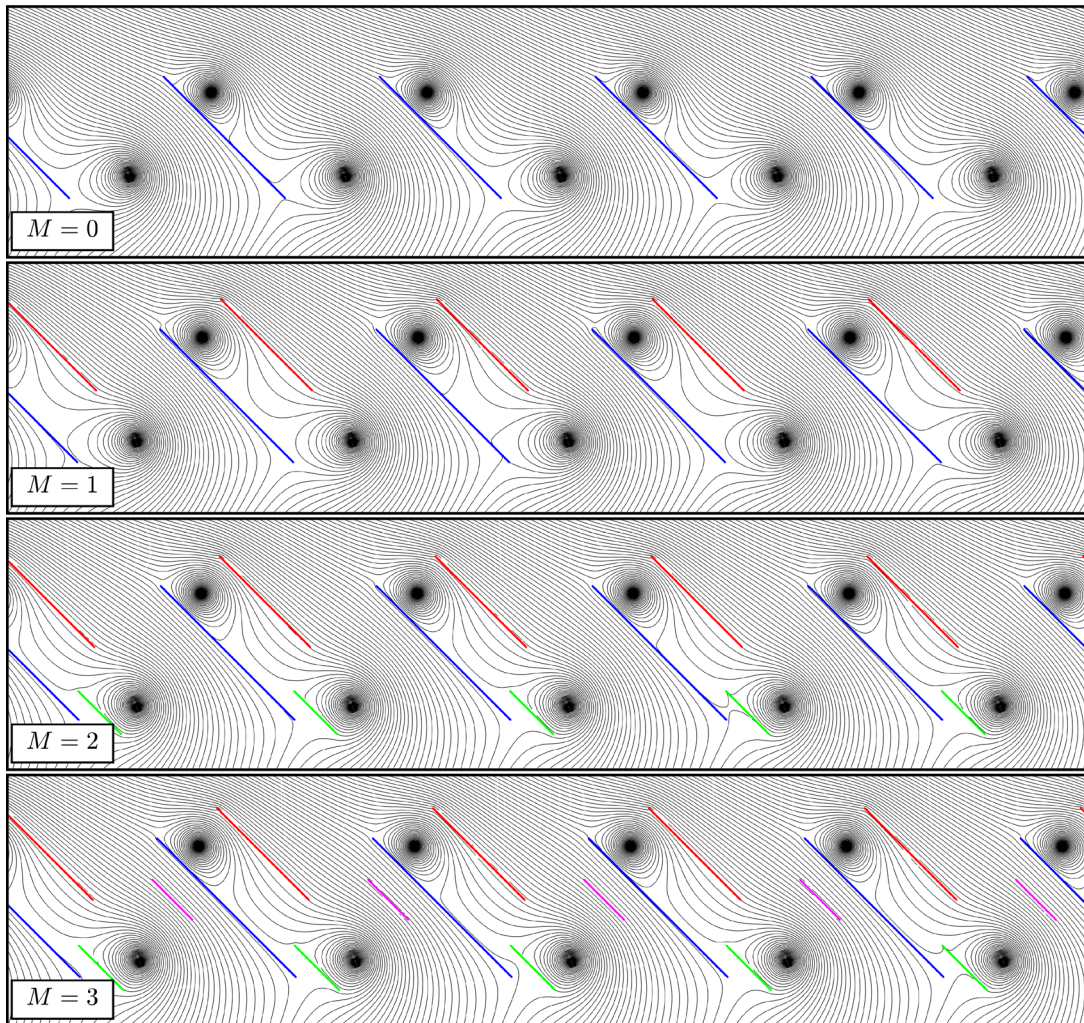 M = 0
M = 1
M = 2
M = 3